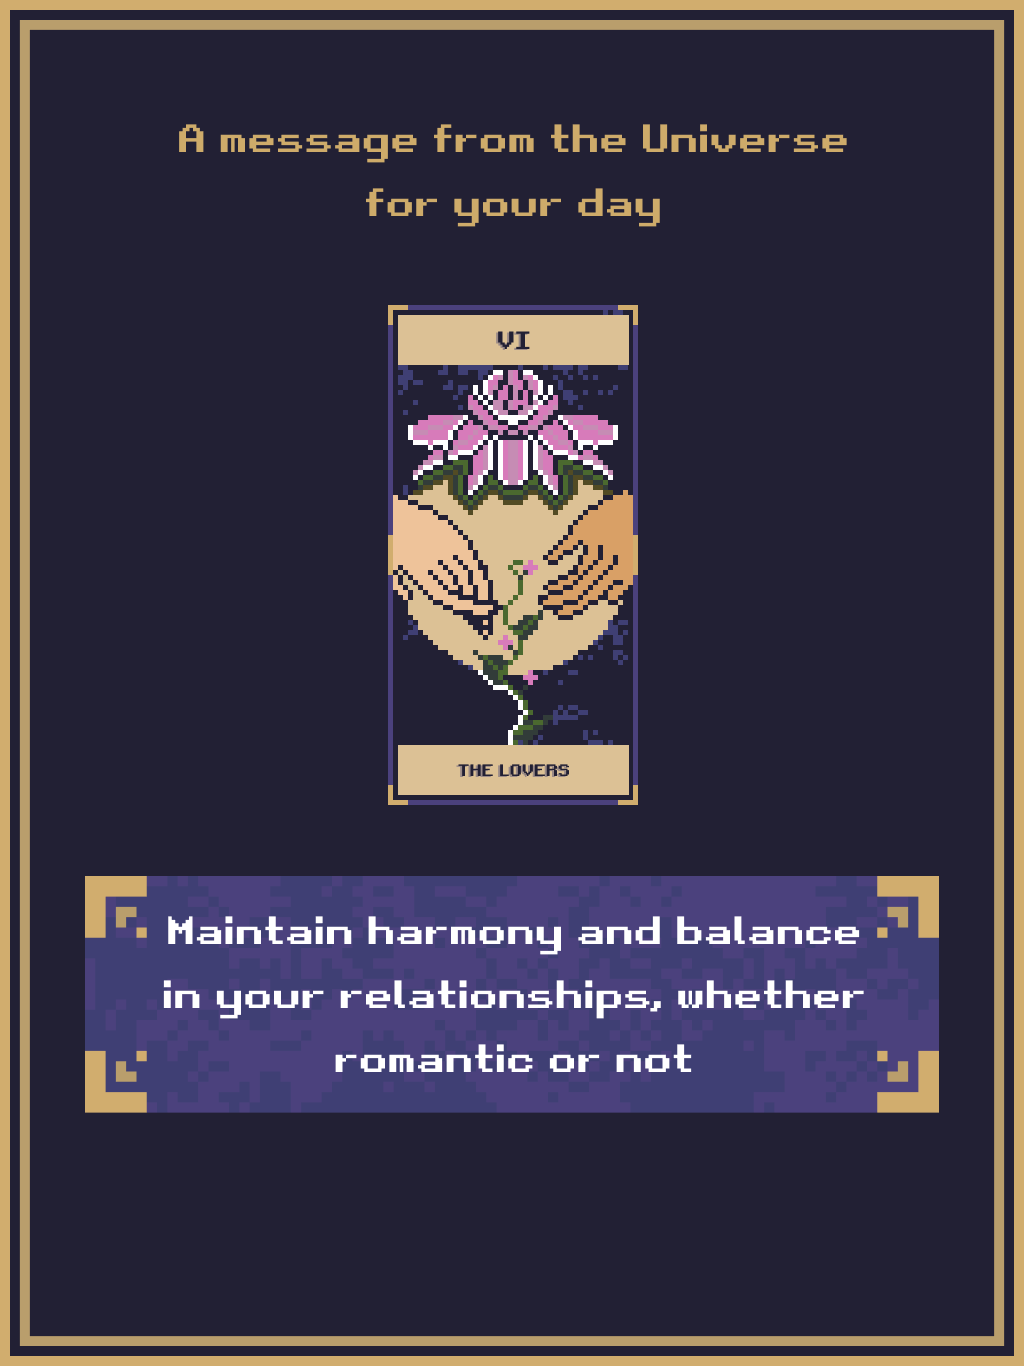 A message from the Universe
for your day
VI
THE LOVERS
Maintain harmony and balance
in your relationships, whether
romantic or not